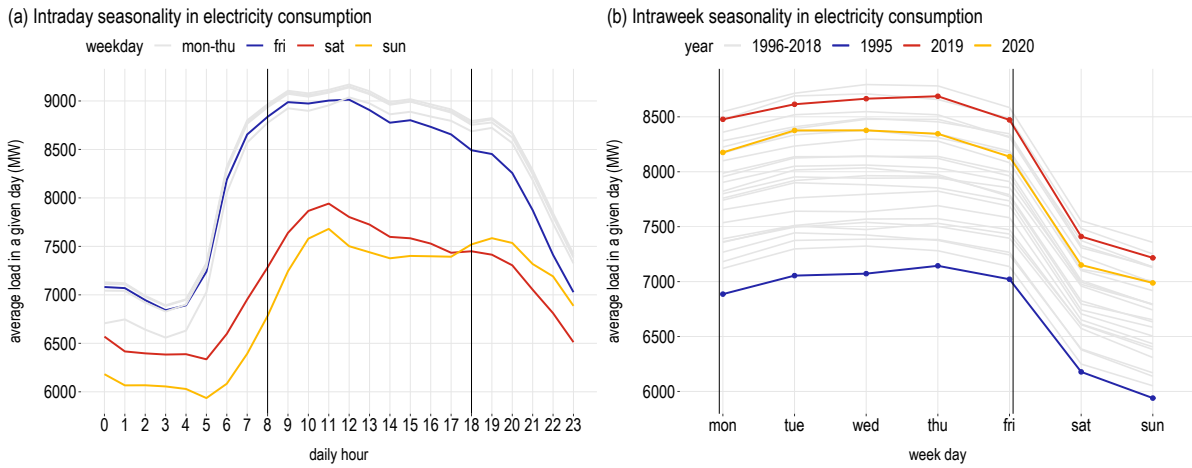 (a) Intraday seasonality in electricity consumption
weekday mon-thu fri sat sun
average load in a given day (MW)
9000
8500
8000
7500
7000
6500
6000
0 1 2 3 4 5 6 7 8 9 10 11 12 13 14 15 16 17 18 19 20 21 22 23
daily hour
(b) Intraweek seasonality in electricity consumption
year 1996-2018 1995 2019 2020
average load in a given day (MW)
8500
8000
7500
7000
6500
6000
mon tue wed thu fri sat sun
week day